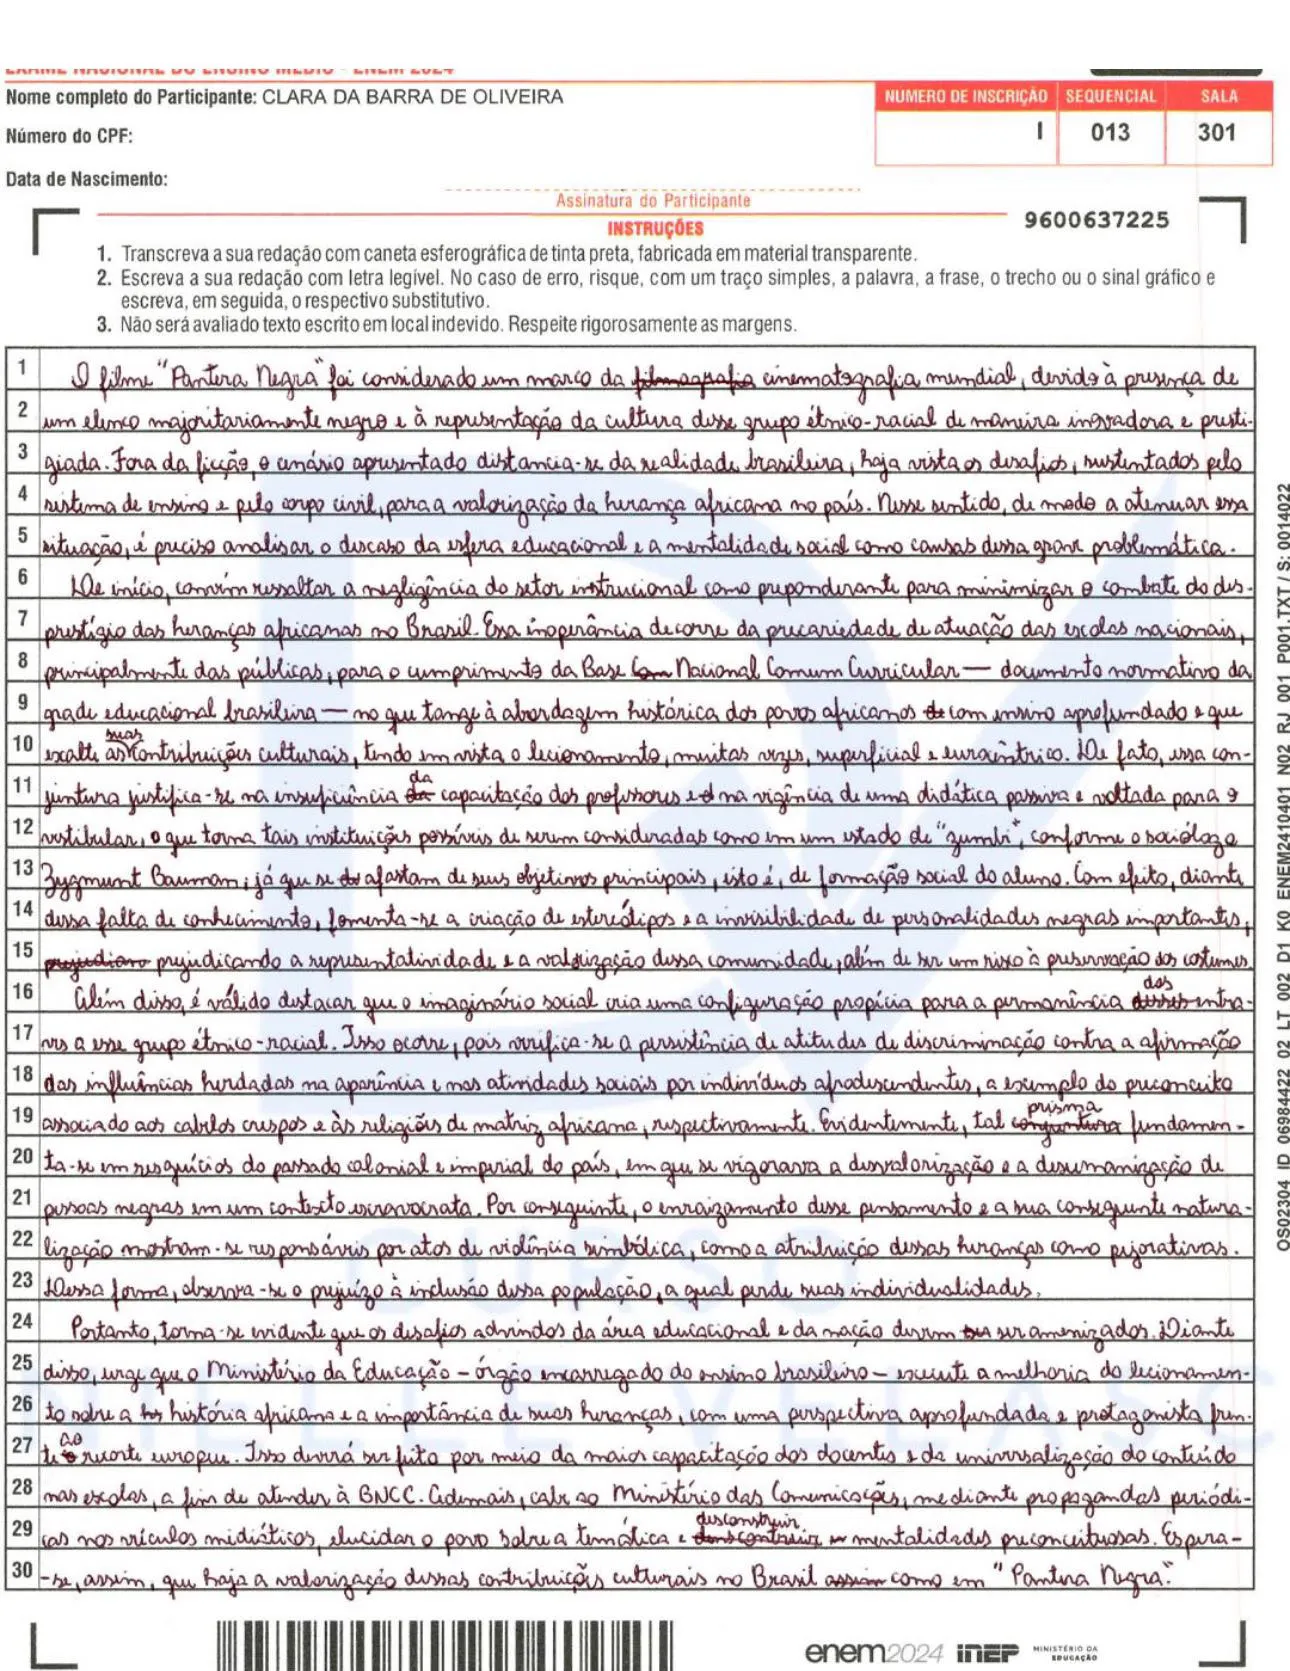 EXAME NACIONAL DO ENSINO MÉDIO - ENEM 2024
Nome completo do Participante: CLARA DA BARRA DE OLIVEIRA
NUMERO DE INSCRIÇÃO SEQUENCIAL SALA
Número do CPF:
013 301
Data de Nascimento:
Assinatura do Participante
INSTRUÇÕES
9600637225
1. Transcreva a sua redação com caneta esferográfica de tinta preta, fabricada em material transparente.
2. Escreva a sua redação com letra legível. No caso de erro, risque, com um traço simples, a palavra, a frase, o trecho ou o sinal gráfico e
escreva, em seguida, o respectivo substitutivo.
3. Não será avaliado texto escrito em local indevido. Respeite rigorosamente as margens.
1 O filme "Pantera Negra" foi considerado um marco da filmografia cinematografia mundial, devido à presença de
2 um elenco majoritariamente negro e à representação da cultura desse grupo étnico-racial de maneira inovadora e presti-
3 giada. Fora da ficção, o cenário apresentado distancia-se da realidade brasileira, haja vista os desafios, sustentados pelo
4 sistema de ensino e pelo corpo civil, para a valorização da herança africana no país. Nesse sentido, de modo a atenuar essa
5 situação, é preciso analisar o descaso da esfera educacional e a mentalidade social como causas dessa grave problemática.
6 De início, convém ressaltar a negligência do setor instrucional como preponderante para minimizar o combate do des-
7 prestígio das heranças africanas no Brasil. Essa inoperância decorre da precariedade de atuação das escolas nacionais,
8 principalmente das públicas, para o cumprimento da Base Com Nacional Comum Curricular — documento normativo da
9 grade educacional brasileira — no que tange à abordagem histórica dos povos africanos de com ensino aprofundado e que
10 exalte as suas contribuições culturais, tendo em vista o lecionamento, muitas vezes, superficial e eurocêntrico. De fato, essa con-
11 juntura justifica-se na insuficiência da capacitação dos professores e na vigência de uma didática passiva e voltada para o
12 vestibular, o que torna tais instituições possíveis de serem consideradas como em um estado de "zumbi", conforme o sociólogo
13 Zygmunt Bauman, já que se afastam de seus objetivos principais, isto é, de formação social do aluno. Com efeito, diante
14 dessa falta de conhecimento, fomenta-se a criação de estereótipos e a invisibilidade de personalidades negras importantes,
15 prejudiano prejudicando a representatividade e a valorização dessa comunidade, além de ser um risco à preservação dos costumes.
16 Além disso, é válido destacar que o imaginário social cria uma configuração propícia para a permanência desses dos entra-
17 ves a esse grupo étnico-racial. Isso ocorre, pois verifica-se a persistência de atitudes de discriminação contra a afirmação
18 das influências herdadas na aparência e nas atividades sociais por indivíduos afrodescendentes, a exemplo do preconceito
19 associado aos cabelos crespos e às religiões de matriz africana, respectivamente. Evidentemente, tal conjuntura prisma fundamen-
20 ta-se em resquícios do passado colonial e imperial do país, em que se vigorava a desvalorização e a desumanização de
21 pessoas negras em um contexto escravocrata. Por conseguinte, o enraizamento desse pensamento e a sua consequente natura-
22 lização mostram-se responsáveis por atos de violência simbólica, como a atribuição dessas heranças como pejorativas.
23 Dessa forma, observa-se o prejuízo à inclusão dessa população, a qual perde suas individualidades.
24 Portanto, torna-se evidente que os desafios advindos da área educacional e da nação devem ser amenizados. Diante
25 disso, urge que o Ministério da Educação – órgão encarregado do ensino brasileiro – execute a melhoria do lecionamen-
26 to sobre a his história africana e a importância de suas heranças, com uma perspectiva aprofundada e protagonista fren-
27 te ao recorte europeu. Isso deverá ser feito por meio da maior capacitação dos docentes e da universalização do conteúdo
28 nas escolas, a fim de atender à BNCC. Ademais, cabe ao Ministério das Comunicações, mediante propagandas periódi-
29 cas nos veículos midiáticos, elucidar o povo sobre a temática e desconstruir mentalidades preconceituosas. Espera-
30 -se, assim, que haja a valorização dessas contribuições culturais no Brasil assim como em "Pantera Negra".
OS02304 ID 06984422 02 LT 002 D1 K0 ENEM2410401 N02 RJ 001 P001.TXT / S: 0014022
CURSO
enem2024 inep MINISTÉRIO DA
EDUCAÇÃO